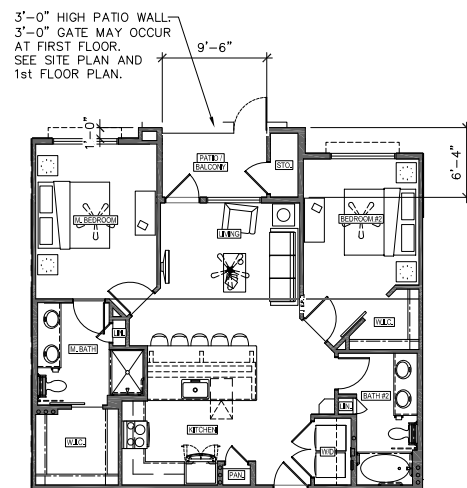 3'-0" HIGH PATIO WALL.
3'-0" GATE MAY OCCUR
AT FIRST FLOOR.
SEE SITE PLAN AND
1st FLOOR PLAN.
9'-6"
1'-0"
6'-4"
PATIO /
BALCONY
STO.
M. BEDROOM
LIVING
BEDROOM #2
W.I.C.
LIN.
M. BATH
BATH #2
LIN.
KITCHEN
W.I.C.
PAN.
W/D